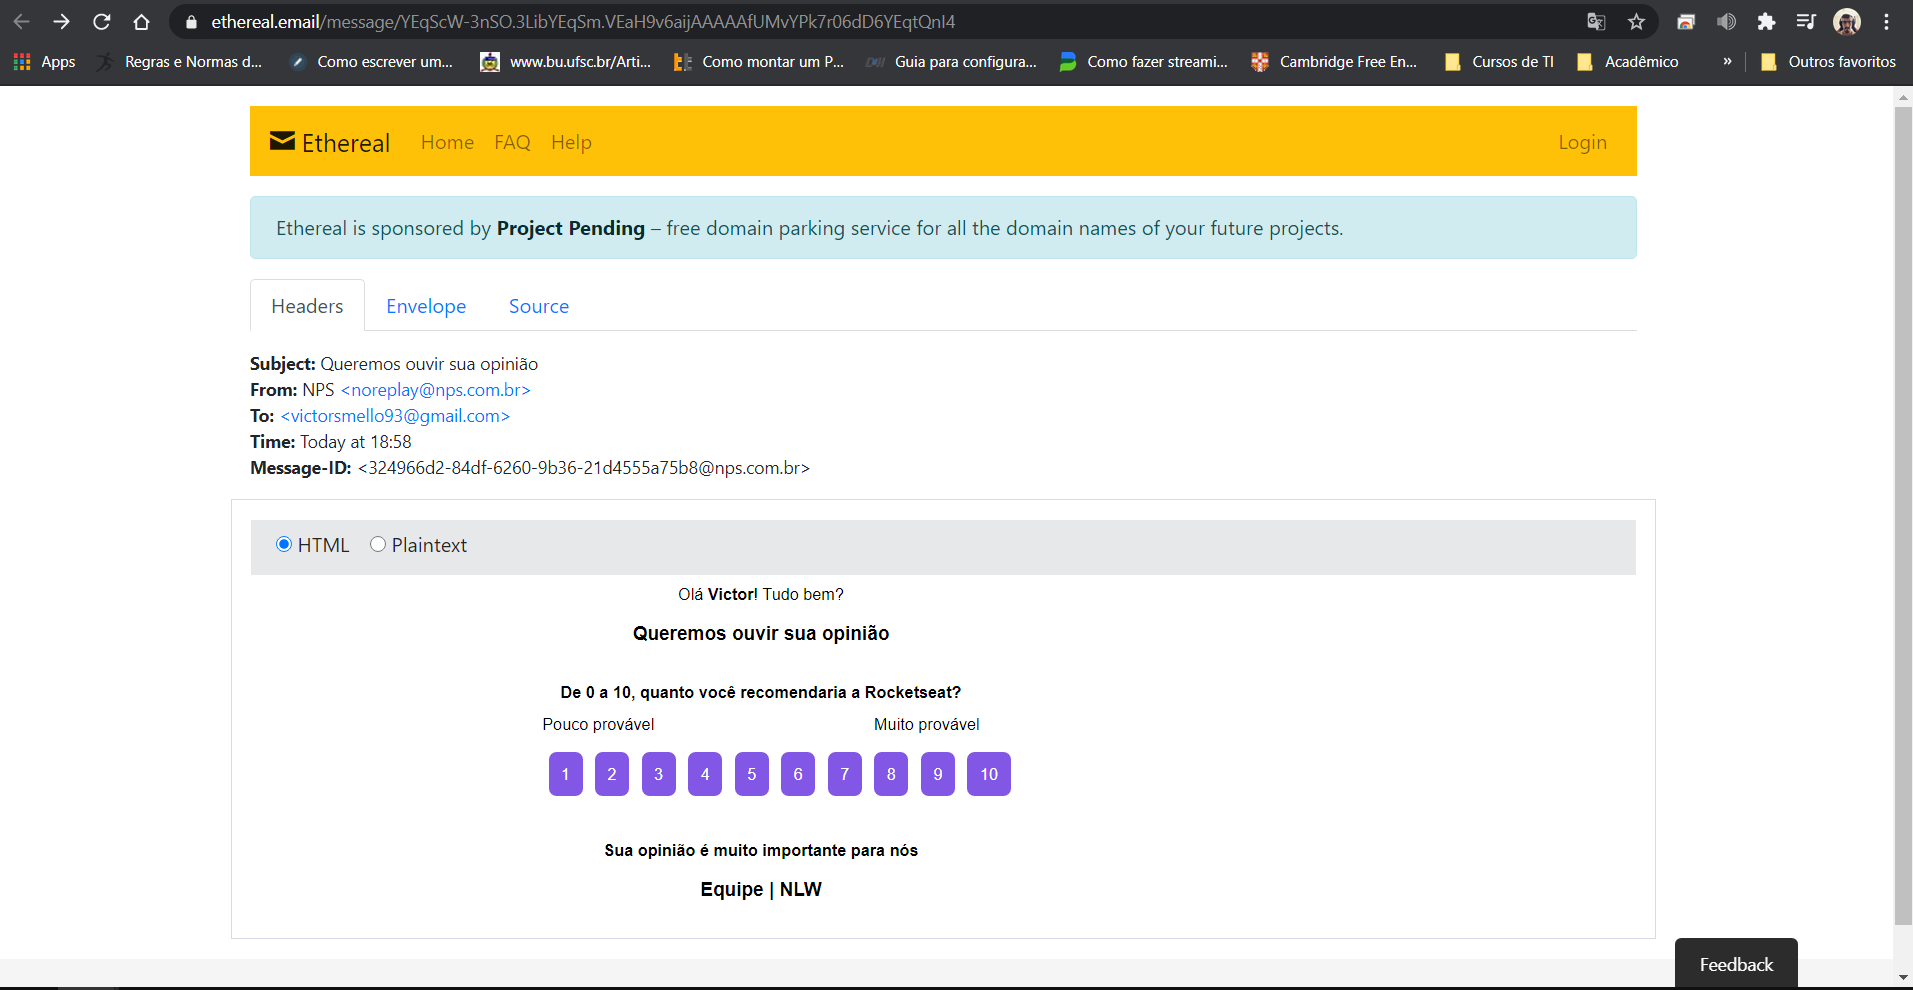 ethereal.email/message/YEqScW-3nSO.3LibYEqSm.VEaH9v6aijAAAAAfUMvYPk7r06dD6YEqtQnI4
Apps Regras e Normas d... Como escrever um... www.bu.ufsc.br/Arti... Como montar um P... Guia para configura... Como fazer streami... Cambridge Free En... Cursos de TI Acadêmico » Outros favoritos
Ethereal Home FAQ Help Login
Ethereal is sponsored by Project Pending – free domain parking service for all the domain names of your future projects.
Headers Envelope Source
Subject: Queremos ouvir sua opinião
From: NPS <noreplay@nps.com.br>
To: <victorsmello93@gmail.com>
Time: Today at 18:58
Message-ID: <324966d2-84df-6260-9b36-21d4555a75b8@nps.com.br>
HTML Plaintext
Olá Victor! Tudo bem?
Queremos ouvir sua opinião
De 0 a 10, quanto você recomendaria a Rocketseat?
Pouco provável Muito provável
1 2 3 4 5 6 7 8 9 10
Sua opinião é muito importante para nós
Equipe | NLW
Feedback